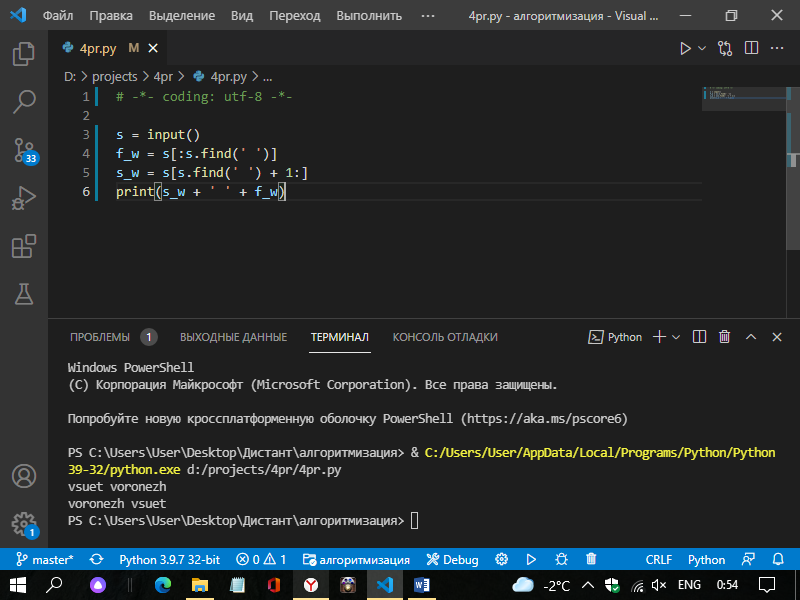 Файл Правка Выделение Вид Переход Выполнить ··· 4pr.py - алгоритмизация - Visual ...
4pr.py M
D: > projects > 4pr > 4pr.py > ...
1 # -*- coding: utf-8 -*-
2
3 s = input()
4 f_w = s[:s.find(' ')]
5 s_w = s[s.find(' ') + 1:]
6 print(s_w + ' ' + f_w)
33
ПРОБЛЕМЫ 1 ВЫХОДНЫЕ ДАННЫЕ ТЕРМИНАЛ КОНСОЛЬ ОТЛАДКИ Python
Windows PowerShell
(C) Корпорация Майкрософт (Microsoft Corporation). Все права защищены.
Попробуйте новую кроссплатформенную оболочку PowerShell (https://aka.ms/pscore6)
PS C:\Users\User\Desktop\Дистант\алгоритмизация> & C:/Users/User/AppData/Local/Programs/Python/Python
39-32/python.exe d:/projects/4pr/4pr.py
vsuet voronezh
voronezh vsuet
PS C:\Users\User\Desktop\Дистант\алгоритмизация>
1
master* Python 3.9.7 32-bit 0 1 алгоритмизация Debug CRLF Python
-2°C ENG 0:54